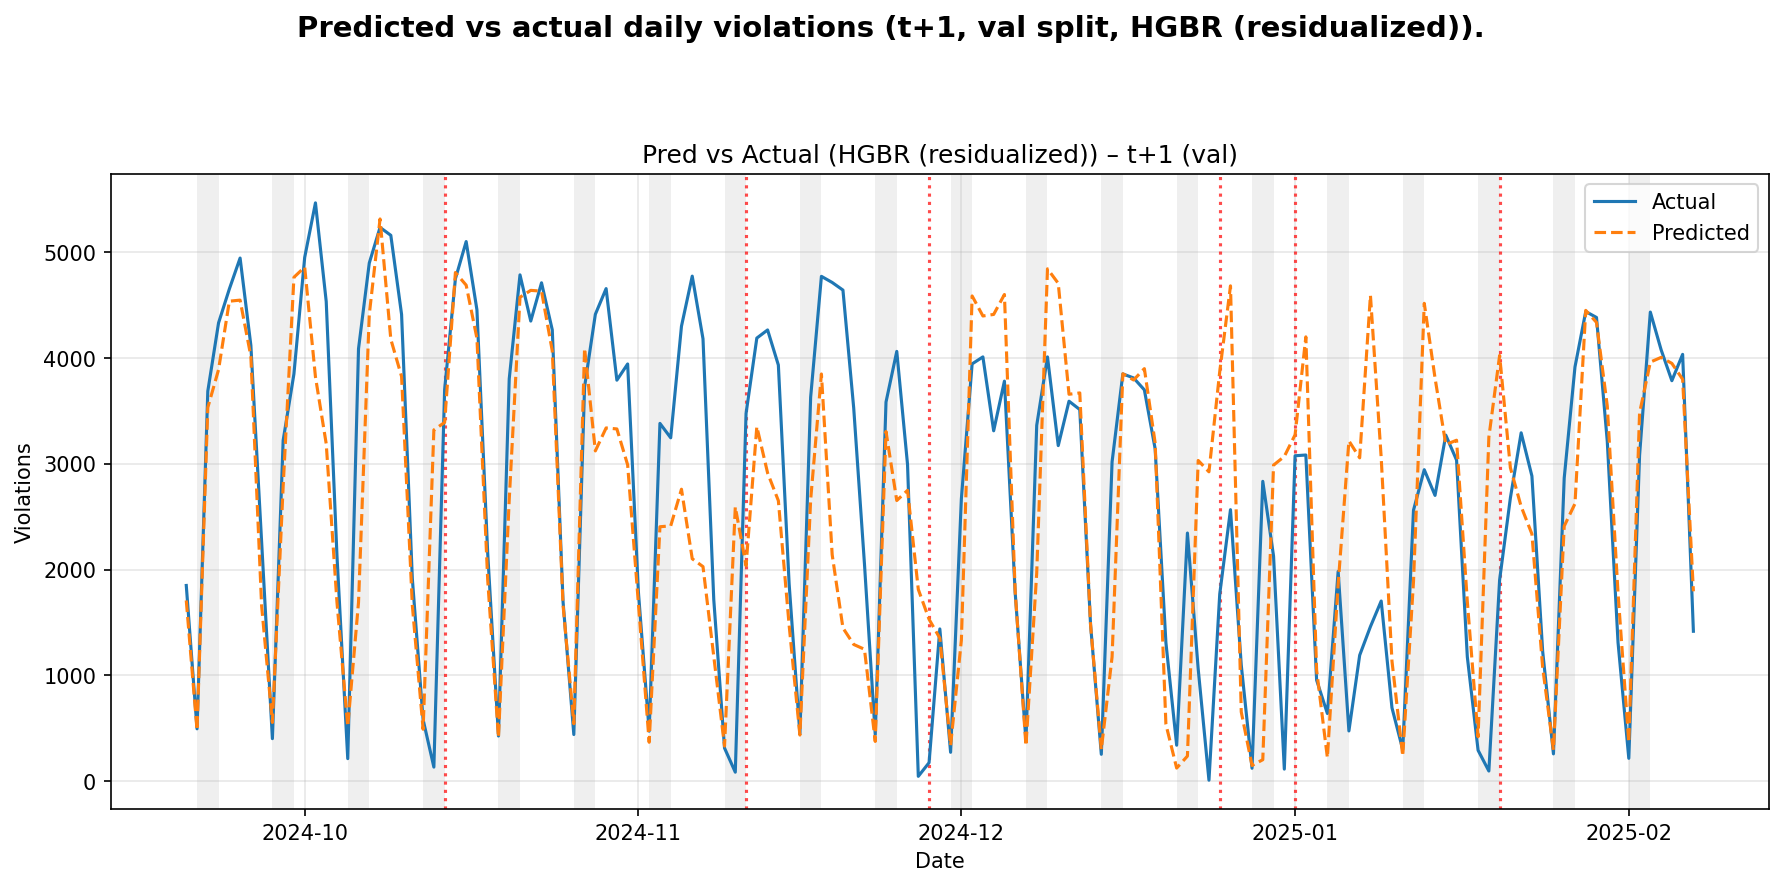 Predicted vs actual daily violations (t+1, val split, HGBR (residualized)).
Pred vs Actual (HGBR (residualized)) – t+1 (val)
Actual
Predicted
5000
4000
3000
2000
1000
0
Violations
2024-10
2024-11
2024-12
2025-01
2025-02
Date